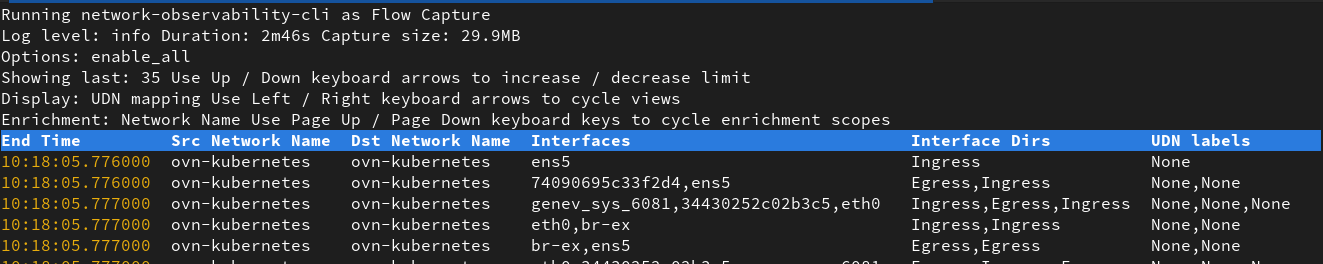 Running network-observability-cli as Flow Capture
Log level: info Duration: 2m46s Capture size: 29.9MB
Options: enable_all
Showing last: 35 Use Up / Down keyboard arrows to increase / decrease limit
Display: UDN mapping Use Left / Right keyboard arrows to cycle views
Enrichment: Network Name Use Page Up / Page Down keyboard keys to cycle enrichment scopes
End Time Src Network Name Dst Network Name Interfaces Interface Dirs UDN labels
10:18:05.776000 ovn-kubernetes ovn-kubernetes ens5 Ingress None
10:18:05.776000 ovn-kubernetes ovn-kubernetes 74090695c33f2d4,ens5 Egress,Ingress None,None
10:18:05.777000 ovn-kubernetes ovn-kubernetes genev_sys_6081,34430252c02b3c5,eth0 Ingress,Egress,Ingress None,None,None
10:18:05.777000 ovn-kubernetes ovn-kubernetes eth0,br-ex Ingress,Ingress None,None
10:18:05.777000 ovn-kubernetes ovn-kubernetes br-ex,ens5 Egress,Egress None,None